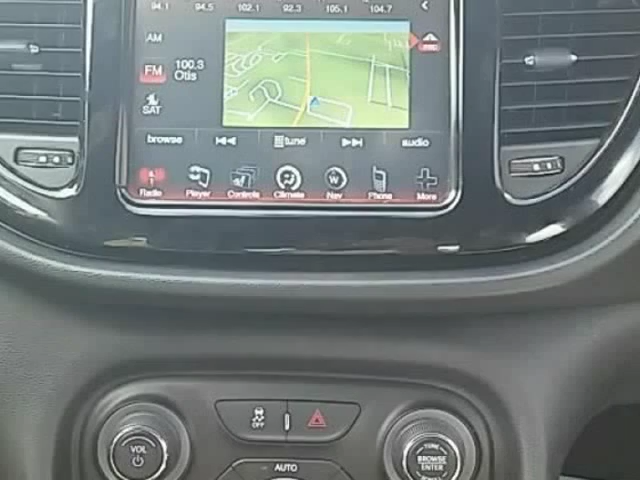 94.1 94.5 102.1 92.3 105.1 104.7
AM
FM
100.3
Otis
SAT
browse tune audio
Radio Player Controls Climate Nav Phone More
OFF
VOL
AUTO
TUNE
BROWSE
ENTER